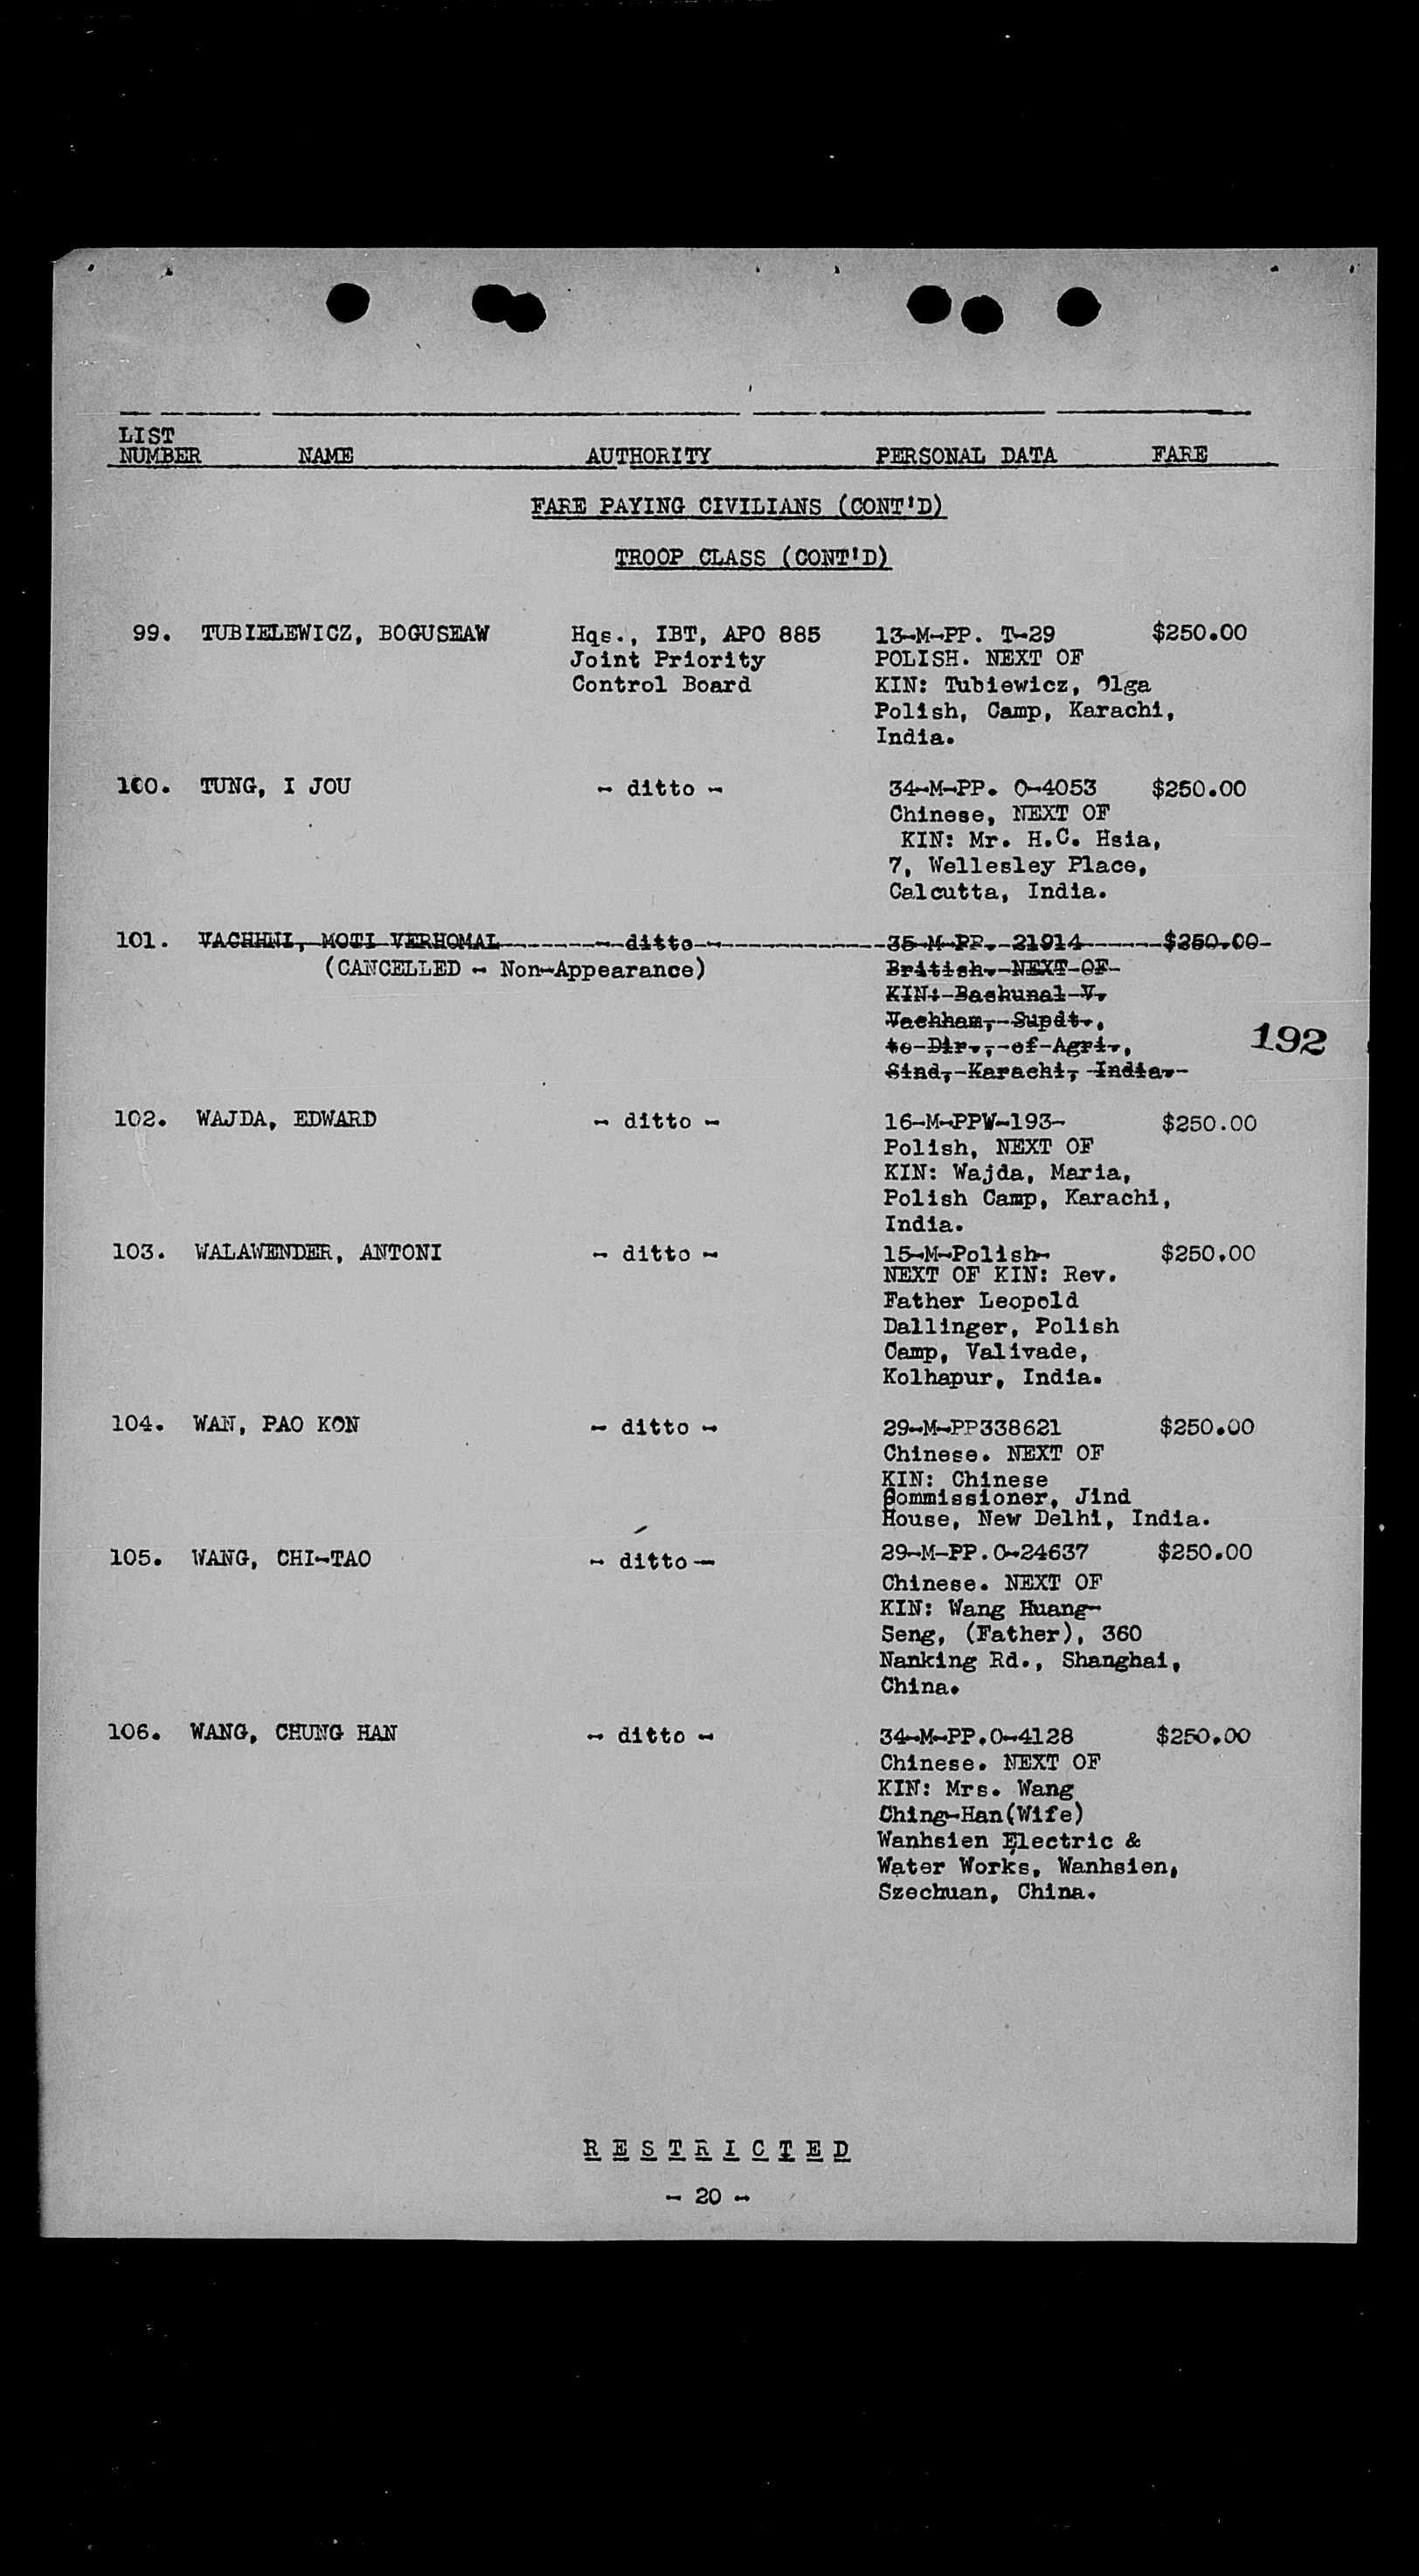 LIST
NUMBER NAME AUTHORITY PERSONAL DATA FARE
FARE PAYING CIVILIANS (CONT'D)
TROOP CLASS (CONT'D)
99. TUBIELEWICZ, BOGUSEAW Hqs., IBT, APO 885 13-M-PP. T-29 $250.00
Joint Priority POLISH. NEXT OF
Control Board KIN: Tubiewicz, Olga
Polish, Camp, Karachi,
India.
100. TUNG, I JOU - ditto - 34-M-PP. O-4053 $250.00
Chinese, NEXT OF
KIN: Mr. H.C. Hsia,
7, Wellesley Place,
Calcutta, India.
101. VACHHNI, MOTI VERHOMAL - ditto - 35-M-PP. 21914 $250.00
(CANCELLED - Non-Appearance) British. NEXT OF
KIN: Bashunal V.
Vachham, Supdt.,
to Dir., of Agri.,
Sind, Karachi, India.
192
102. WAJDA, EDWARD - ditto - 16-M-PPW-193- $250.00
Polish, NEXT OF
KIN: Wajda, Maria,
Polish Camp, Karachi,
India.
103. WALAWENDER, ANTONI - ditto - 15-M-Polish- $250.00
NEXT OF KIN: Rev.
Father Leopold
Dallinger, Polish
Camp, Valivade,
Kolhapur, India.
104. WAN, PAO KON - ditto - 29-M-PP338621 $250.00
Chinese. NEXT OF
KIN: Chinese
Commissioner, Jind
House, New Delhi, India.
105. WANG, CHI-TAO - ditto - 29-M-PP.O-24637 $250.00
Chinese. NEXT OF
KIN: Wang Huang-
Seng, (Father), 360
Nanking Rd., Shanghai,
China.
106. WANG, CHUNG HAN - ditto - 34-M-PP.O-4128 $250.00
Chinese. NEXT OF
KIN: Mrs. Wang
Ching-Han(Wife)
Wanhsien Electric &
Water Works, Wanhsien,
Szechuan, China.
RESTRICTED
- 20 -